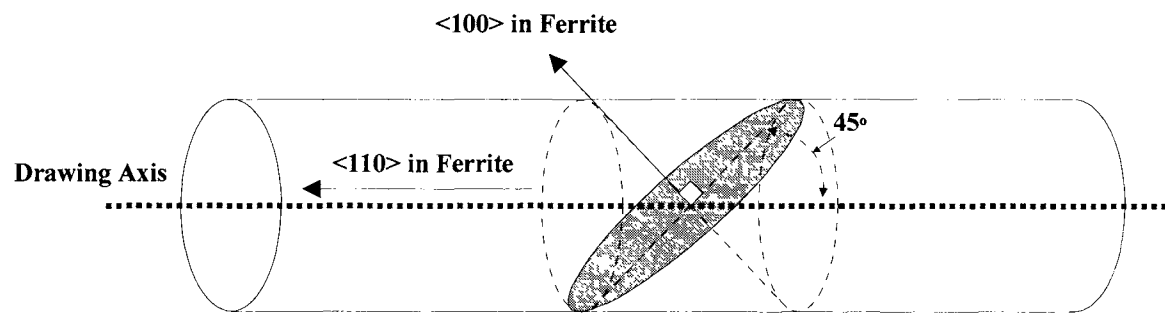 <100> in Ferrite
45°
<110> in Ferrite
Drawing Axis